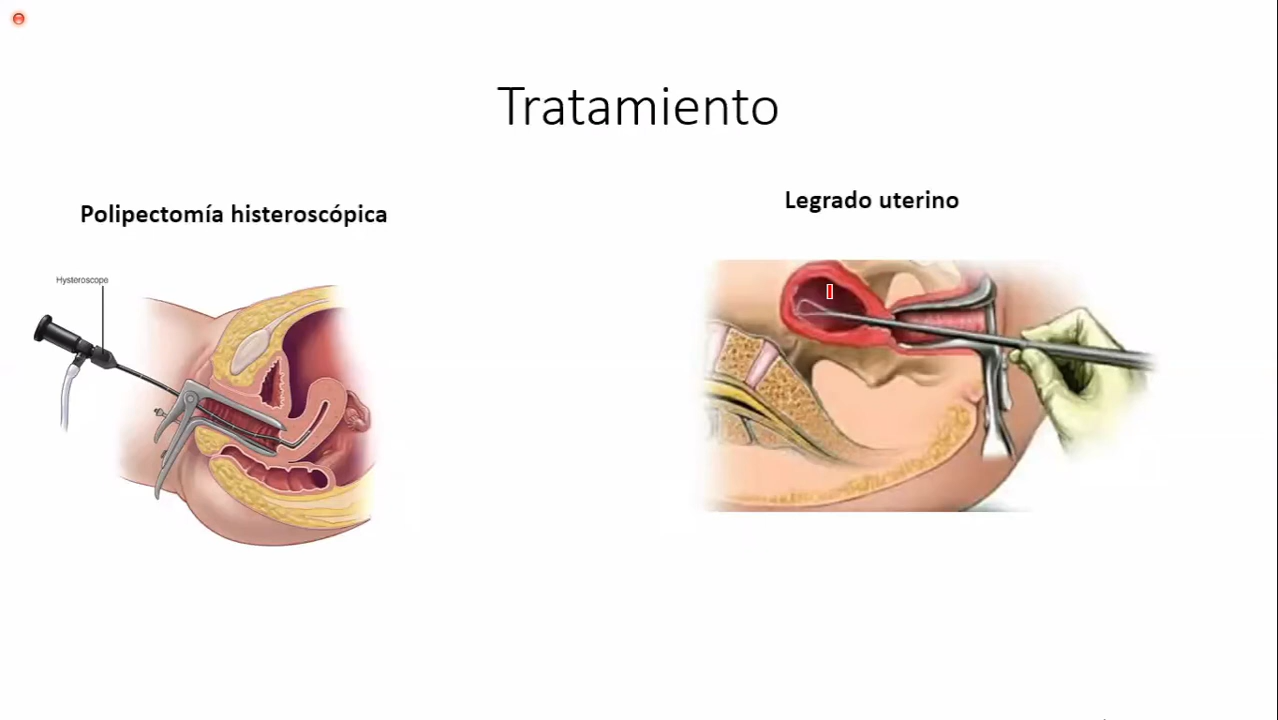 Tratamiento
Polipectomía histeroscópica
Legrado uterino
Hysteroscope